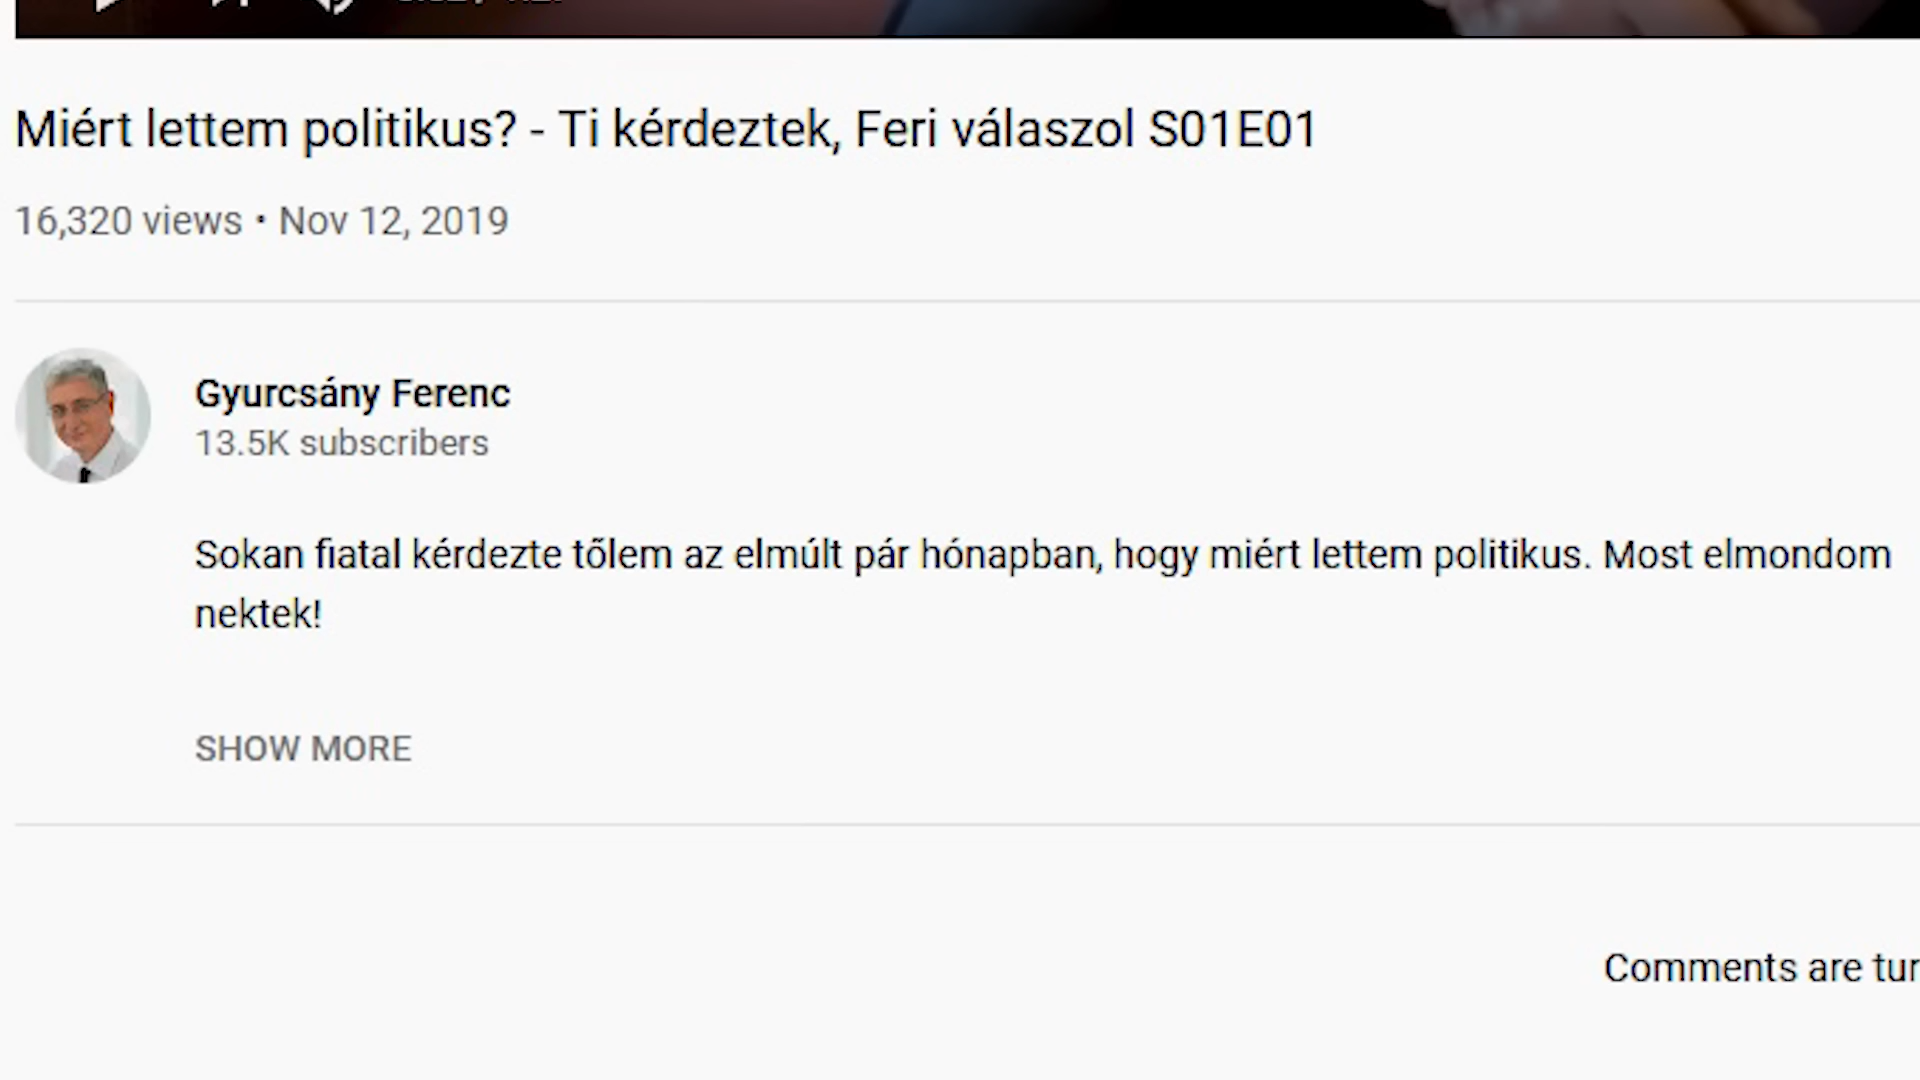 Miért lettem politikus? - Ti kérdeztek, Feri válaszol S01E01
16,320 views • Nov 12, 2019
Gyurcsány Ferenc
13.5K subscribers
Sokan fiatal kérdezte tőlem az elmúlt pár hónapban, hogy miért lettem politikus. Most elmondom
nektek!
SHOW MORE
Comments are tur